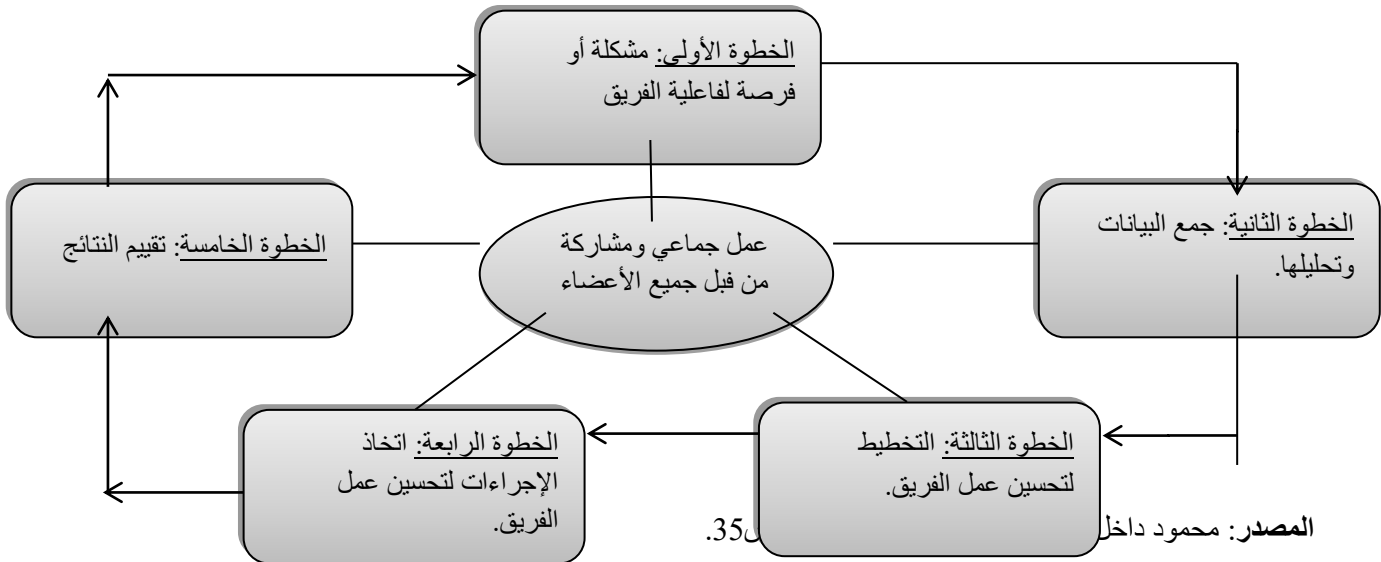 الخطوة الأولى: مشكلة أو
فرصة لفاعلية الفريق
الخطوة الثانية: جمع البيانات
وتحليلها.
عمل جماعي ومشاركة
من فبل جميع الأعضاء
الخطوة الخامسة: تقييم النتائج
الخطوة الثالثة: التخطيط
لتحسين عمل الفريق.
الخطوة الرابعة: اتخاذ
الإجراءات لتحسين عمل
الفريق.
المصدر: محمود داخل 35.